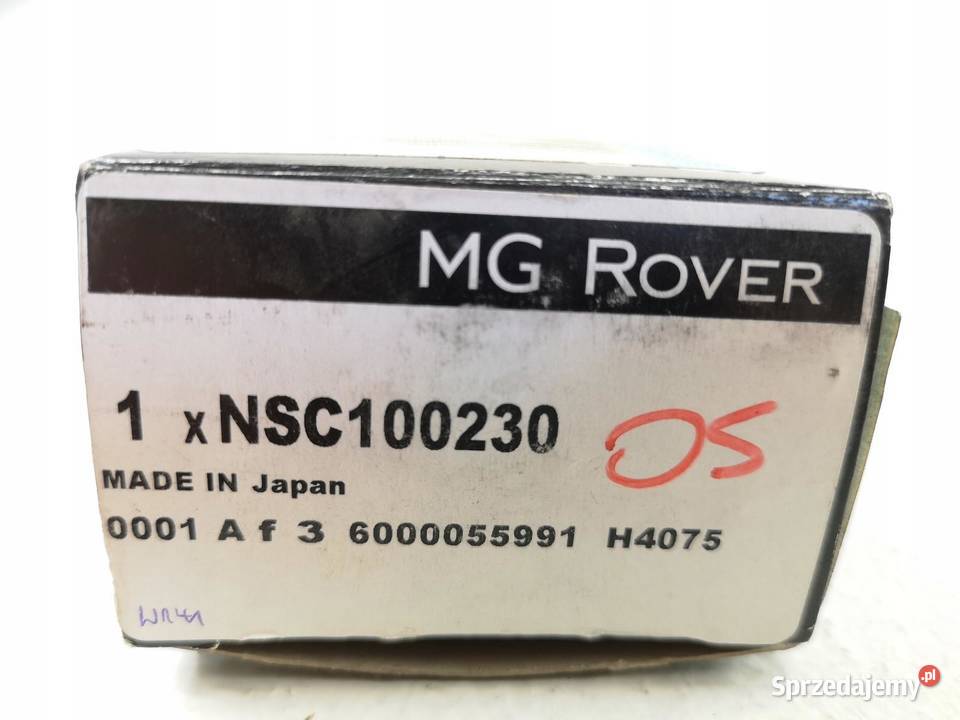 MG ROVER
1 x NSC100230
OS
MADE IN Japan
0001 A f 3 6000055991 H4075
Sprzedajemy.pl